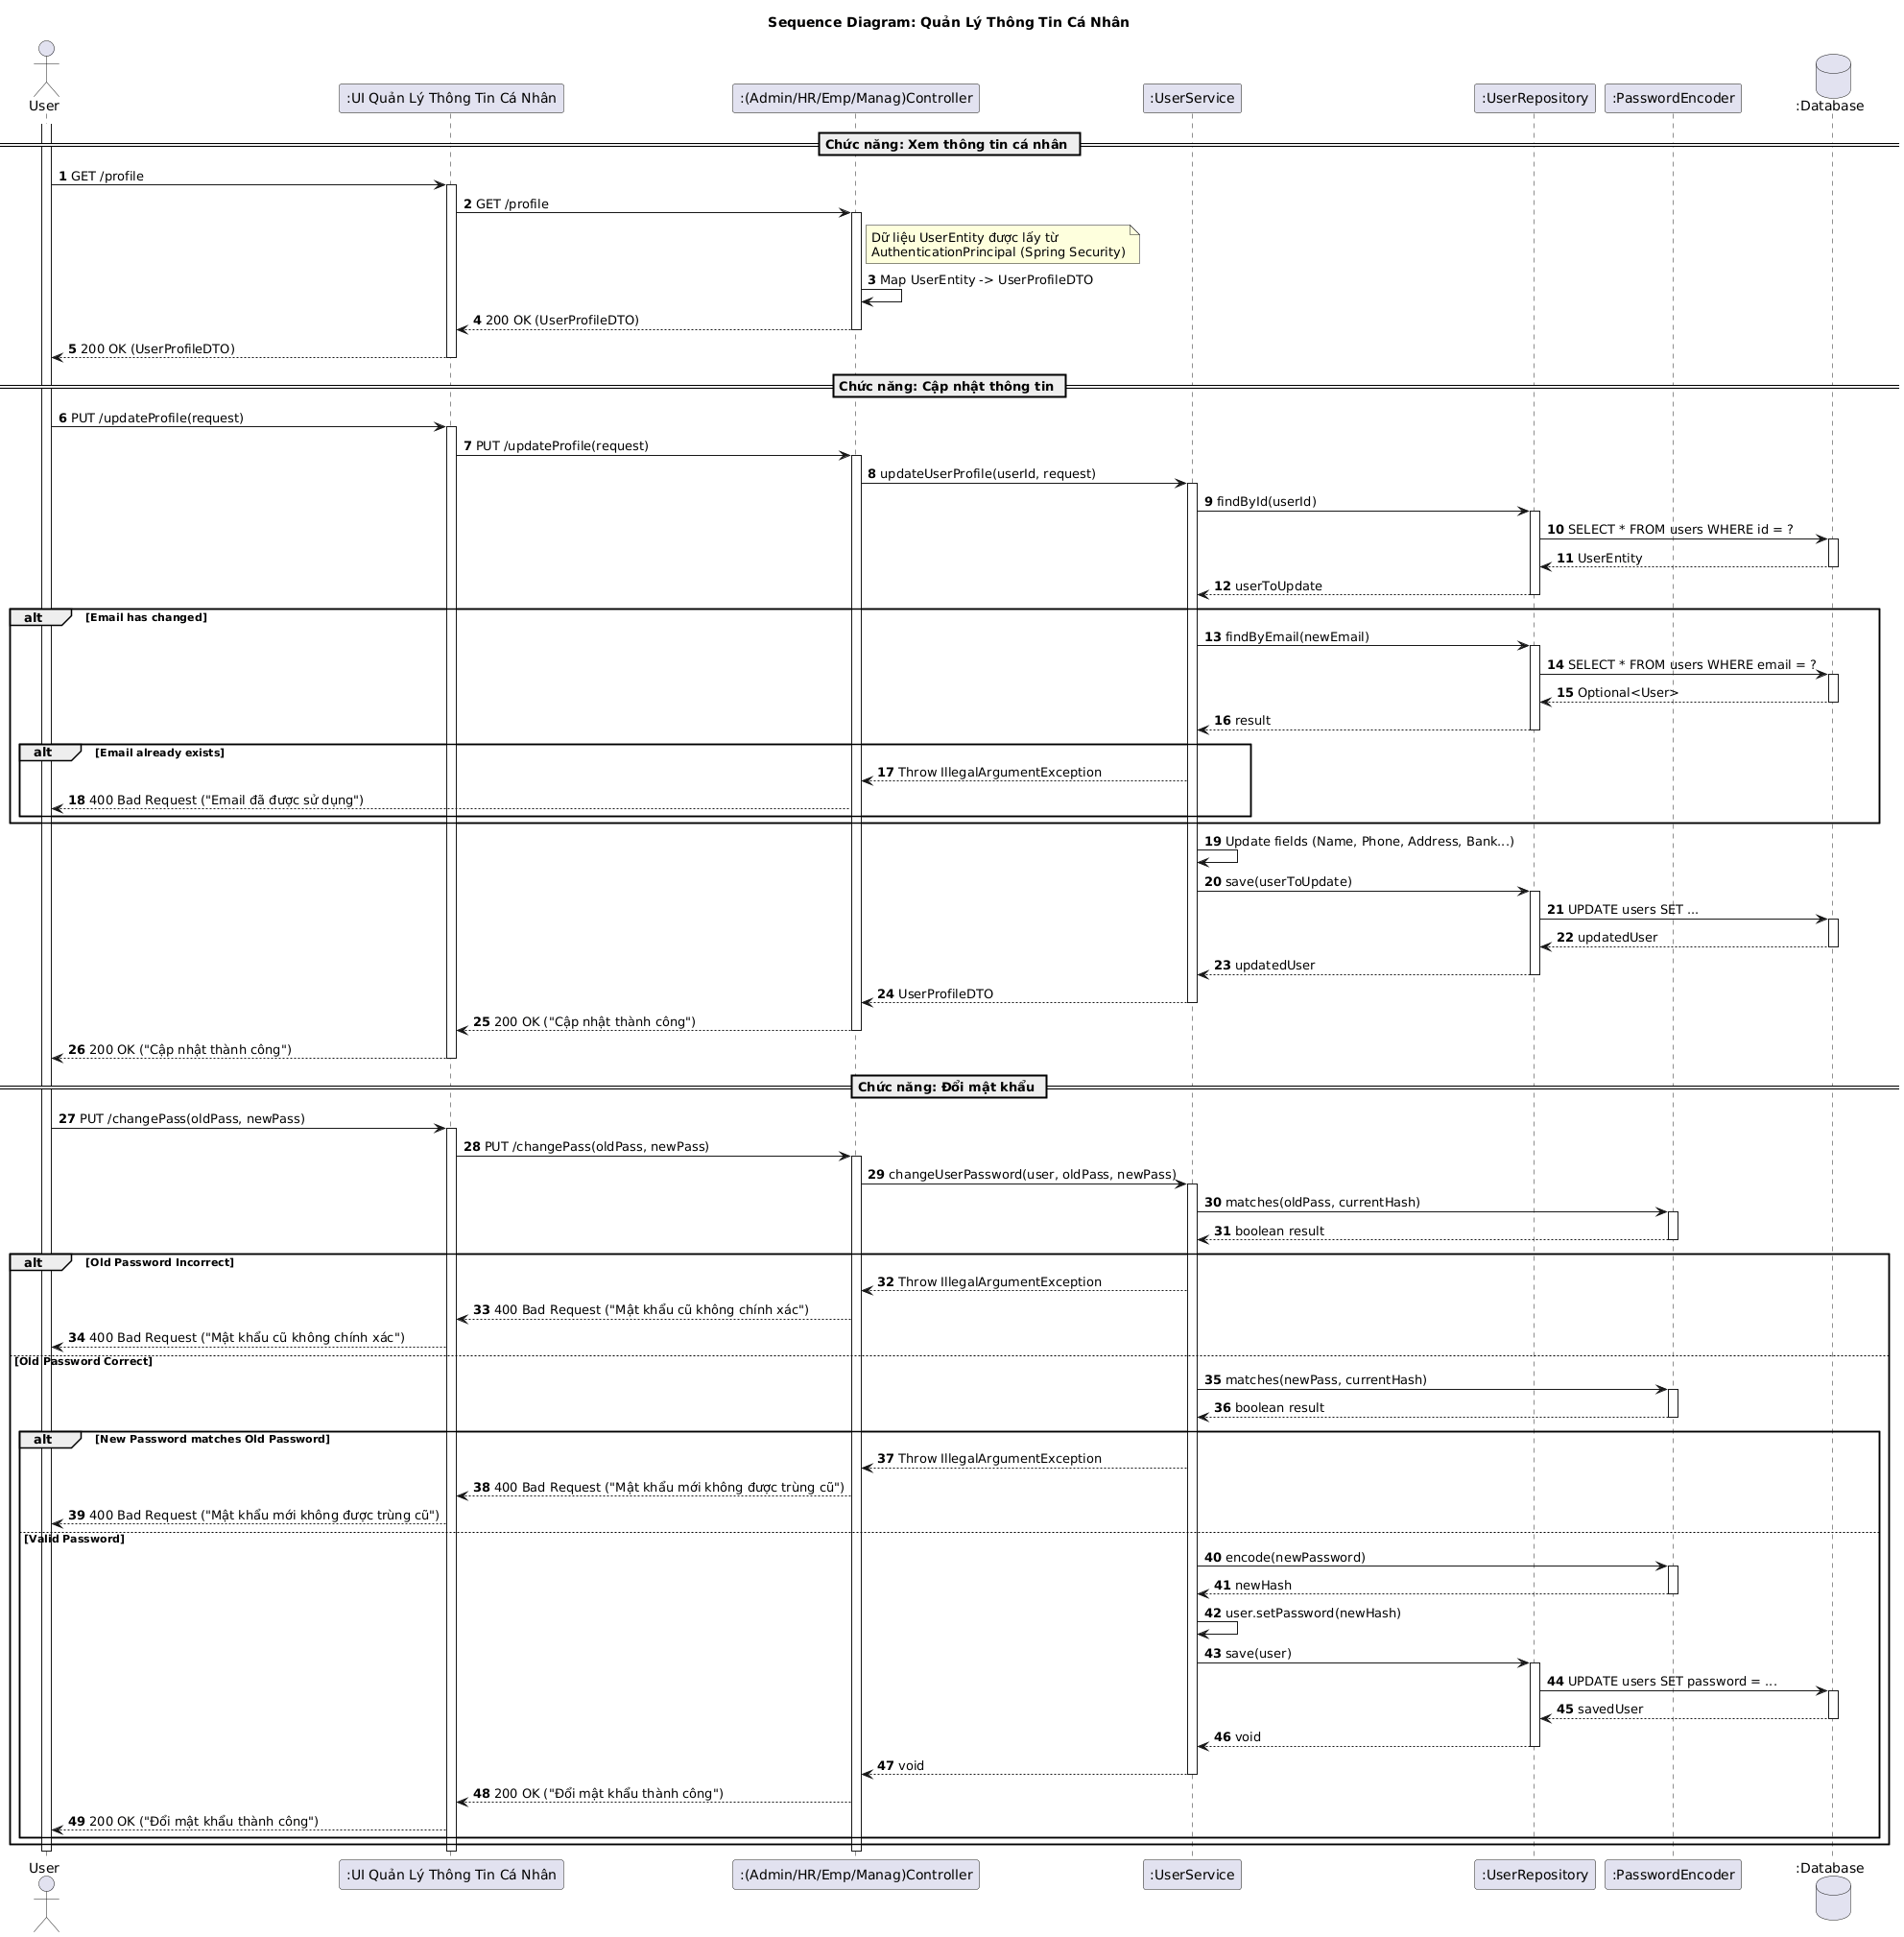 Sequence Diagram: Quản Lý Thông Tin Cá Nhân
User
:UI Quản Lý Thông Tin Cá Nhân
:(Admin/HR/Emp/Manag)Controller
:UserService
:UserRepository
:PasswordEncoder
:Database
Chức năng: Xem thông tin cá nhân
1 GET /profile
2 GET /profile
Dữ liệu UserEntity được lấy từ
AuthenticationPrincipal (Spring Security)
3 Map UserEntity -> UserProfileDTO
4 200 OK (UserProfileDTO)
5 200 OK (UserProfileDTO)
Chức năng: Cập nhật thông tin
6 PUT /updateProfile(request)
7 PUT /updateProfile(request)
8 updateUserProfile(userId, request)
9 findById(userId)
10 SELECT * FROM users WHERE id = ?
11 UserEntity
12 userToUpdate
alt [Email has changed]
13 findByEmail(newEmail)
14 SELECT * FROM users WHERE email = ?
15 Optional<User>
16 result
alt [Email already exists]
17 Throw IllegalArgumentException
18 400 Bad Request ("Email đã được sử dụng")
19 Update fields (Name, Phone, Address, Bank...)
20 save(userToUpdate)
21 UPDATE users SET ...
22 updatedUser
23 updatedUser
24 UserProfileDTO
25 200 OK ("Cập nhật thành công")
26 200 OK ("Cập nhật thành công")
Chức năng: Đổi mật khẩu
27 PUT /changePass(oldPass, newPass)
28 PUT /changePass(oldPass, newPass)
29 changeUserPassword(user, oldPass, newPass)
30 matches(oldPass, currentHash)
31 boolean result
alt [Old Password Incorrect]
32 Throw IllegalArgumentException
33 400 Bad Request ("Mật khẩu cũ không chính xác")
34 400 Bad Request ("Mật khẩu cũ không chính xác")
[Old Password Correct]
35 matches(newPass, currentHash)
36 boolean result
alt [New Password matches Old Password]
37 Throw IllegalArgumentException
38 400 Bad Request ("Mật khẩu mới không được trùng cũ")
39 400 Bad Request ("Mật khẩu mới không được trùng cũ")
[Valid Password]
40 encode(newPassword)
41 newHash
42 user.setPassword(newHash)
43 save(user)
44 UPDATE users SET password = ...
45 savedUser
46 void
47 void
48 200 OK ("Đổi mật khẩu thành công")
49 200 OK ("Đổi mật khẩu thành công")
User
:UI Quản Lý Thông Tin Cá Nhân
:(Admin/HR/Emp/Manag)Controller
:UserService
:UserRepository
:PasswordEncoder
:Database